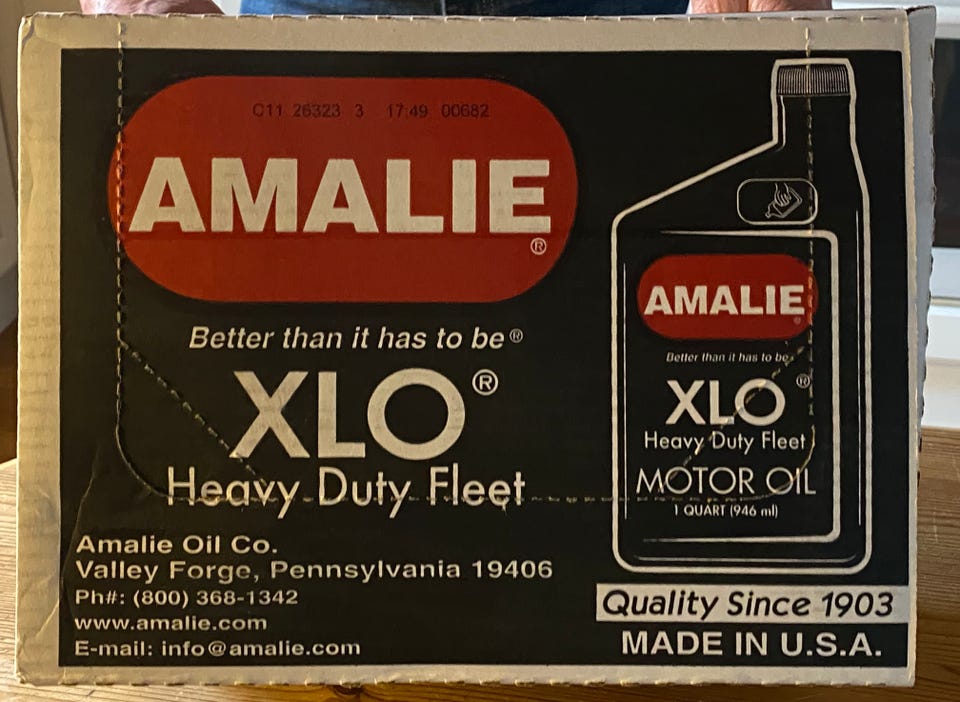 C11 26323 3 17:49 00682
AMALIE®
Better than it has to be®
XLO®
Heavy Duty Fleet
Amalie Oil Co.
Valley Forge, Pennsylvania 19406
Ph#: (800) 368-1342
www.amalie.com
E-mail: info@amalie.com
AMALIE®
Better than it has to be
XLO®
Heavy Duty Fleet
MOTOR OIL
1 QUART (946 ml)
Quality Since 1903
MADE IN U.S.A.